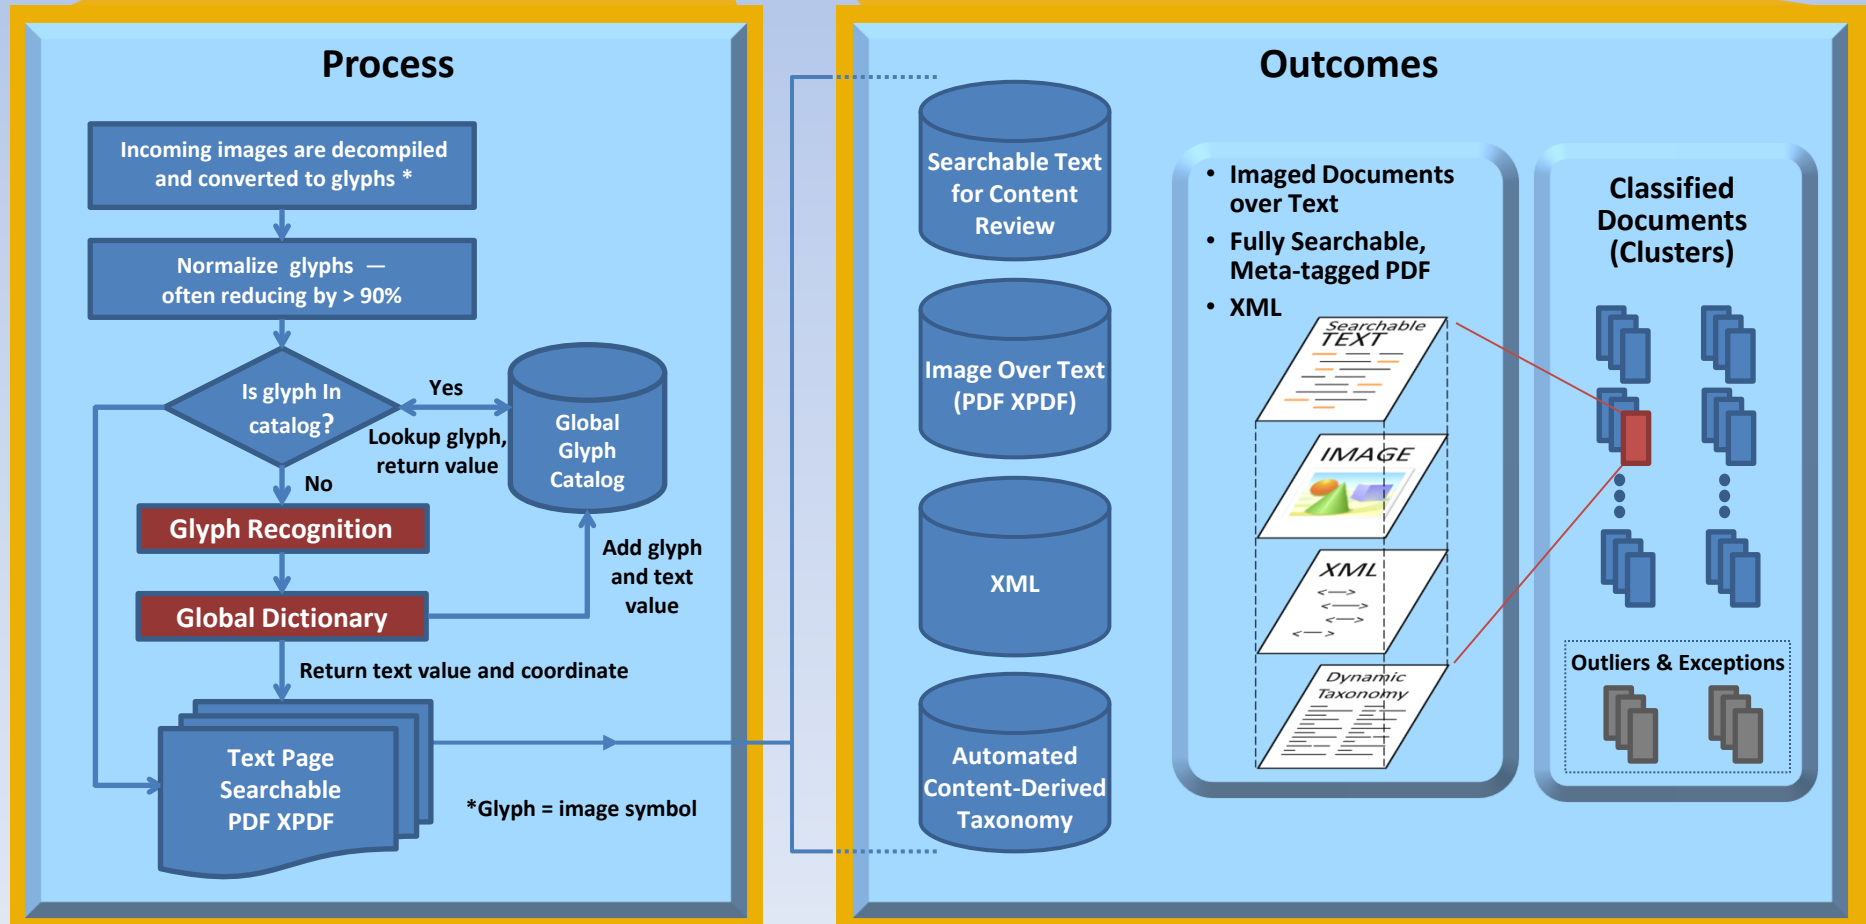 Process
Incoming images are decompiled
and converted to glyphs *
Normalize glyphs —
often reducing by > 90%
Is glyph In
catalog?
Yes
Lookup glyph,
return value
Global
Glyph
Catalog
No
Glyph Recognition
Global Dictionary
Add glyph
and text
value
Return text value and coordinate
Text Page
Searchable
PDF XPDF
*Glyph = image symbol
Outcomes
Searchable Text
for Content
Review
Image Over Text
(PDF XPDF)
XML
Automated
Content-Derived
Taxonomy
• Imaged Documents
over Text
• Fully Searchable,
Meta-tagged PDF
• XML
Searchable
TEXT
IMAGE
XML
Dynamic
Taxonomy
Classified
Documents
(Clusters)
Outliers & Exceptions